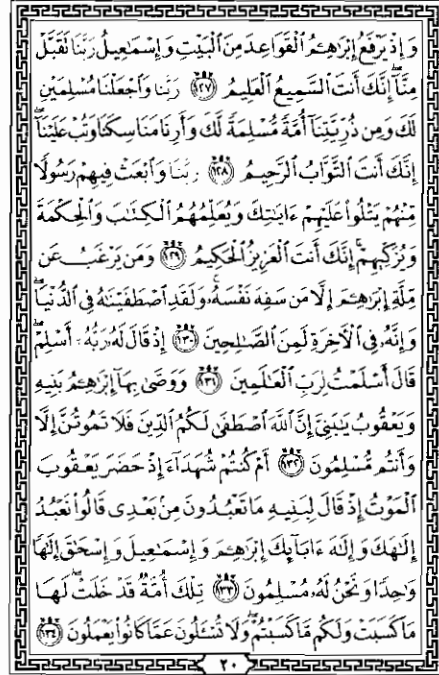 وَإِذْ يَرْفَعُ إِبْرَٰهِـۧمُ ٱلْقَوَاعِدَ مِنَ ٱلْبَيْتِ وَإِسْمَٰعِيلُ رَبَّنَا تَقَبَّلْ
مِنَّآ ۖ إِنَّكَ أَنتَ ٱلسَّمِيعُ ٱلْعَلِيمُ ﴿١٢٧﴾ رَبَّنَا وَٱجْعَلْنَا مُسْلِمَيْنِ
لَكَ وَمِن ذُرِّيَّتِنَآ أُمَّةً مُّسْلِمَةً لَّكَ وَأَرِنَا مَنَاسِكَنَا وَتُبْ عَلَيْنَآ ۖ
إِنَّكَ أَنتَ ٱلتَّوَّابُ ٱلرَّحِيمُ ﴿١٢٨﴾ رَبَّنَا وَٱبْعَثْ فِيهِمْ رَسُولًا
مِّنْهُمْ يَتْلُوا۟ عَلَيْهِمْ ءَايَٰتِكَ وَيُعَلِّمُهُمُ ٱلْكِتَٰبَ وَٱلْحِكْمَةَ
وَيُزَكِّيهِمْ ۚ إِنَّكَ أَنتَ ٱلْعَزِيزُ ٱلْحَكِيمُ ﴿١٢٩﴾ وَمَن يَرْغَبُ عَن
مِّلَّةِ إِبْرَٰهِـۧمَ إِلَّا مَن سَفِهَ نَفْسَهُۥ ۚ وَلَقَدِ ٱصْطَفَيْنَٰهُ فِى ٱلدُّنْيَا ۖ
وَإِنَّهُۥ فِى ٱلْءَاخِرَةِ لَمِنَ ٱلصَّٰلِحِينَ ﴿١٣٠﴾ إِذْ قَالَ لَهُۥ رَبُّهُۥٓ أَسْلِمْ ۖ
قَالَ أَسْلَمْتُ لِرَبِّ ٱلْعَٰلَمِينَ ﴿١٣١﴾ وَوَصَّىٰ بِهَآ إِبْرَٰهِـۧمُ بَنِيهِ
وَيَعْقُوبُ يَٰبَنِىَّ إِنَّ ٱللَّهَ ٱصْطَفَىٰ لَكُمُ ٱلدِّينَ فَلَا تَمُوتُنَّ إِلَّا
وَأَنتُم مُّسْلِمُونَ ﴿١٣٢﴾ أَمْ كُنتُمْ شُهَدَآءَ إِذْ حَضَرَ يَعْقُوبَ
ٱلْمَوْتُ إِذْ قَالَ لِبَنِيهِ مَا تَعْبُدُونَ مِنۢ بَعْدِى قَالُوا۟ نَعْبُدُ
إِلَٰهَكَ وَإِلَٰهَ ءَابَآئِكَ إِبْرَٰهِـۧمَ وَإِسْمَٰعِيلَ وَإِسْحَٰقَ إِلَٰهًا
وَٰحِدًا وَنَحْنُ لَهُۥ مُسْلِمُونَ ﴿١٣٣﴾ تِلْكَ أُمَّةٌ قَدْ خَلَتْ ۖ لَهَا
مَا كَسَبَتْ وَلَكُم مَّا كَسَبْتُمْ ۖ وَلَا تُسْـَٔلُونَ عَمَّا كَانُوا۟ يَعْمَلُونَ ﴿١٣٤﴾
٢٠